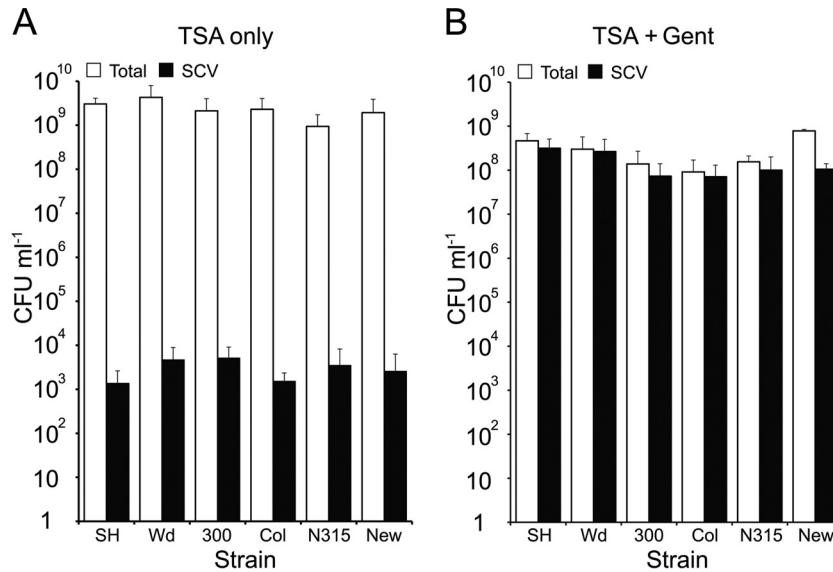 A
TSA only
Total SCV
10^10
10^9
10^8
10^7
10^6
10^5
10^4
10^3
10^2
10
1
CFU ml^-1
SH Wd 300 Col N315 New
Strain
B
TSA + Gent
Total SCV
10^10
10^9
10^8
10^7
10^6
10^5
10^4
10^3
10^2
10
1
CFU ml^-1
SH Wd 300 Col N315 New
Strain